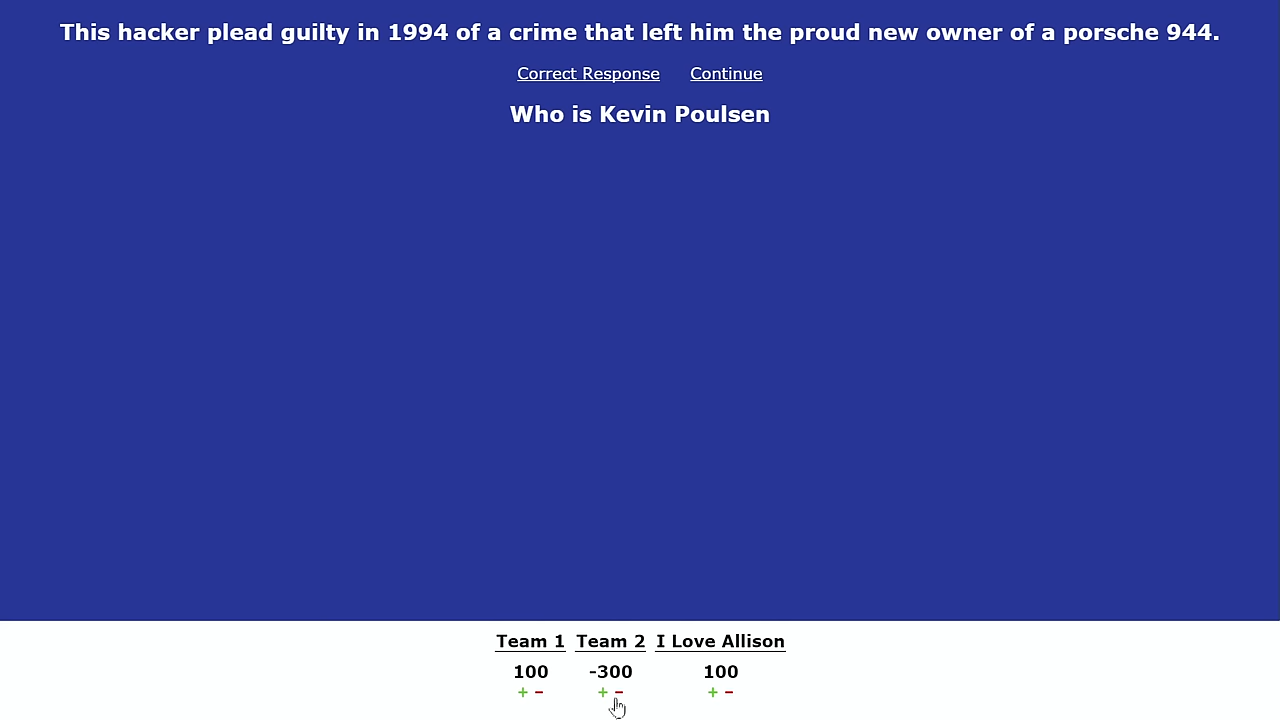 This hacker plead guilty in 1994 of a crime that left him the proud new owner of a porsche 944.
Correct Response Continue
Who is Kevin Poulsen
Team 1 Team 2 I Love Allison
100 -300 100
+ − + − + −